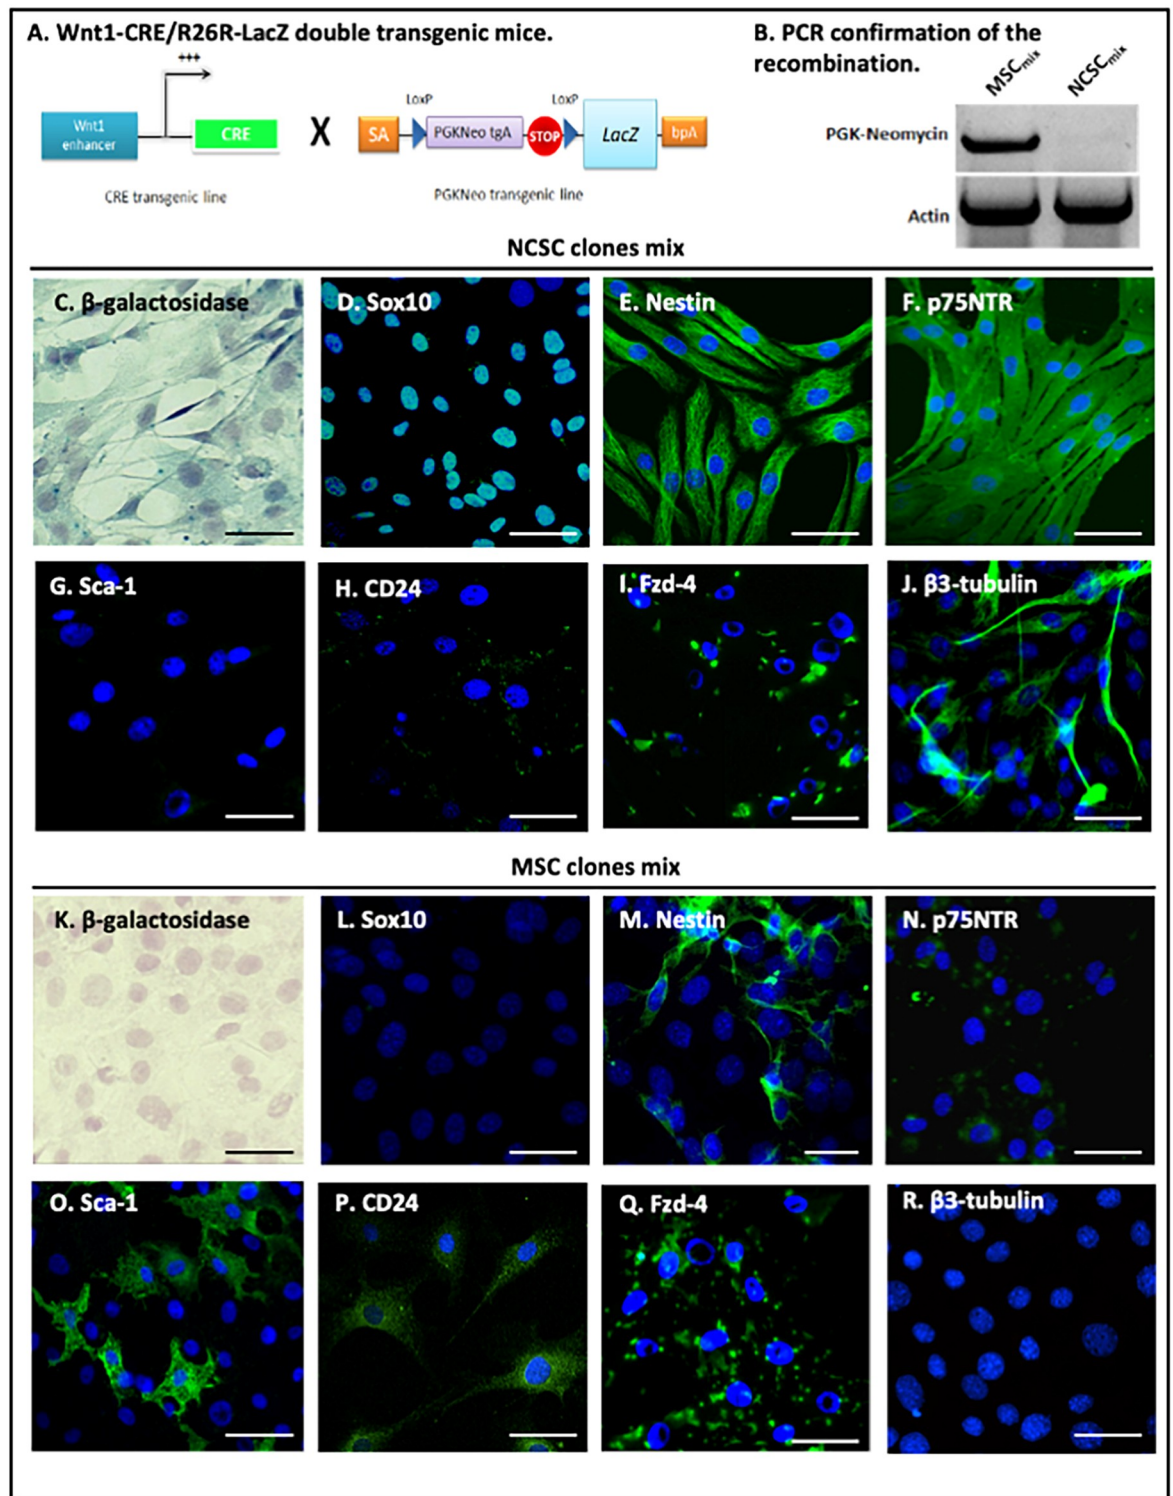 A. Wnt1-CRE/R26R-LacZ double transgenic mice.
B. PCR confirmation of the
recombination.
+++
Wnt1
enhancer
CRE
X
LoxP
LoxP
SA
PGKNeo tgA
STOP
LacZ
bpA
CRE transgenic line
PGKNeo transgenic line
MSCmix
NCSCmix
PGK-Neomycin
Actin
NCSC clones mix
C. β-galactosidase
D. Sox10
E. Nestin
F. p75NTR
G. Sca-1
H. CD24
I. Fzd-4
J. β3-tubulin
MSC clones mix
K. β-galactosidase
L. Sox10
M. Nestin
N. p75NTR
O. Sca-1
P. CD24
Q. Fzd-4
R. β3-tubulin